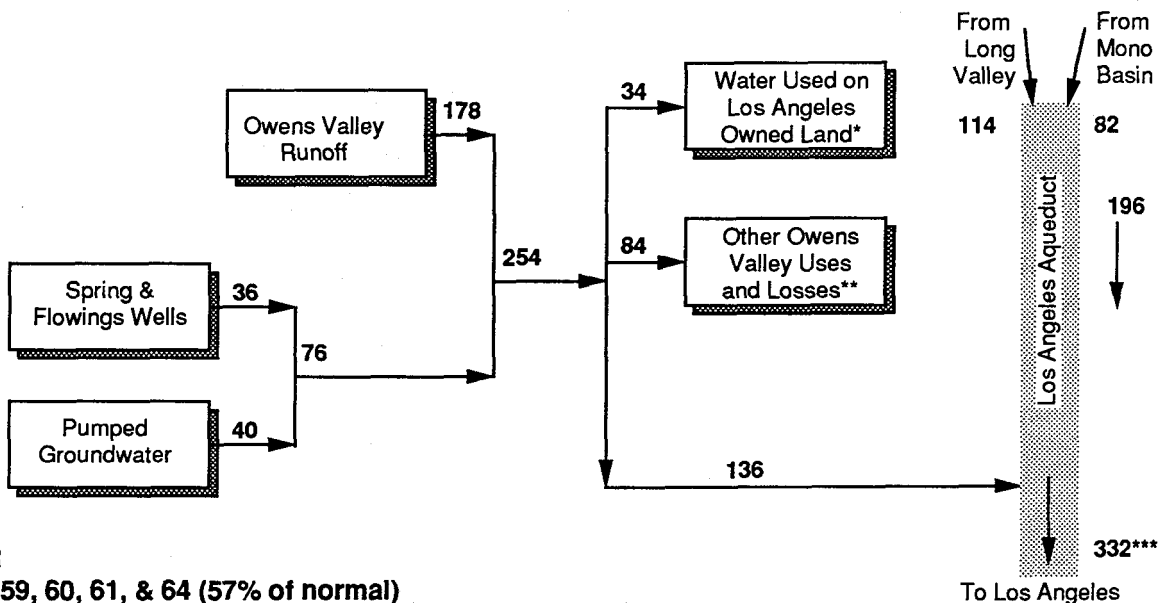 From
Long
Valley
From
Mono
Basin
114
82
196
Los Angeles Aqueduct
Owens Valley
Runoff
178
Spring &
Flowings Wells
36
76
Pumped
Groundwater
40
254
34
Water Used on
Los Angeles
Owned Land*
84
Other Owens
Valley Uses
and Losses**
136
332***
To Los Angeles
59, 60, 61, & 64 (57% of normal)